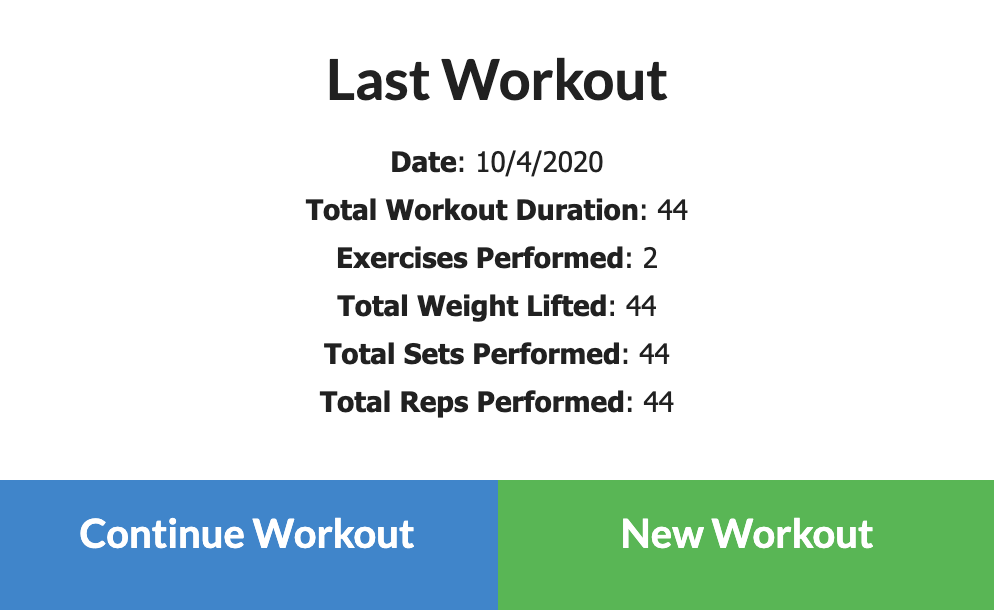 Last Workout
Date: 10/4/2020
Total Workout Duration: 44
Exercises Performed: 2
Total Weight Lifted: 44
Total Sets Performed: 44
Total Reps Performed: 44
Continue Workout
New Workout